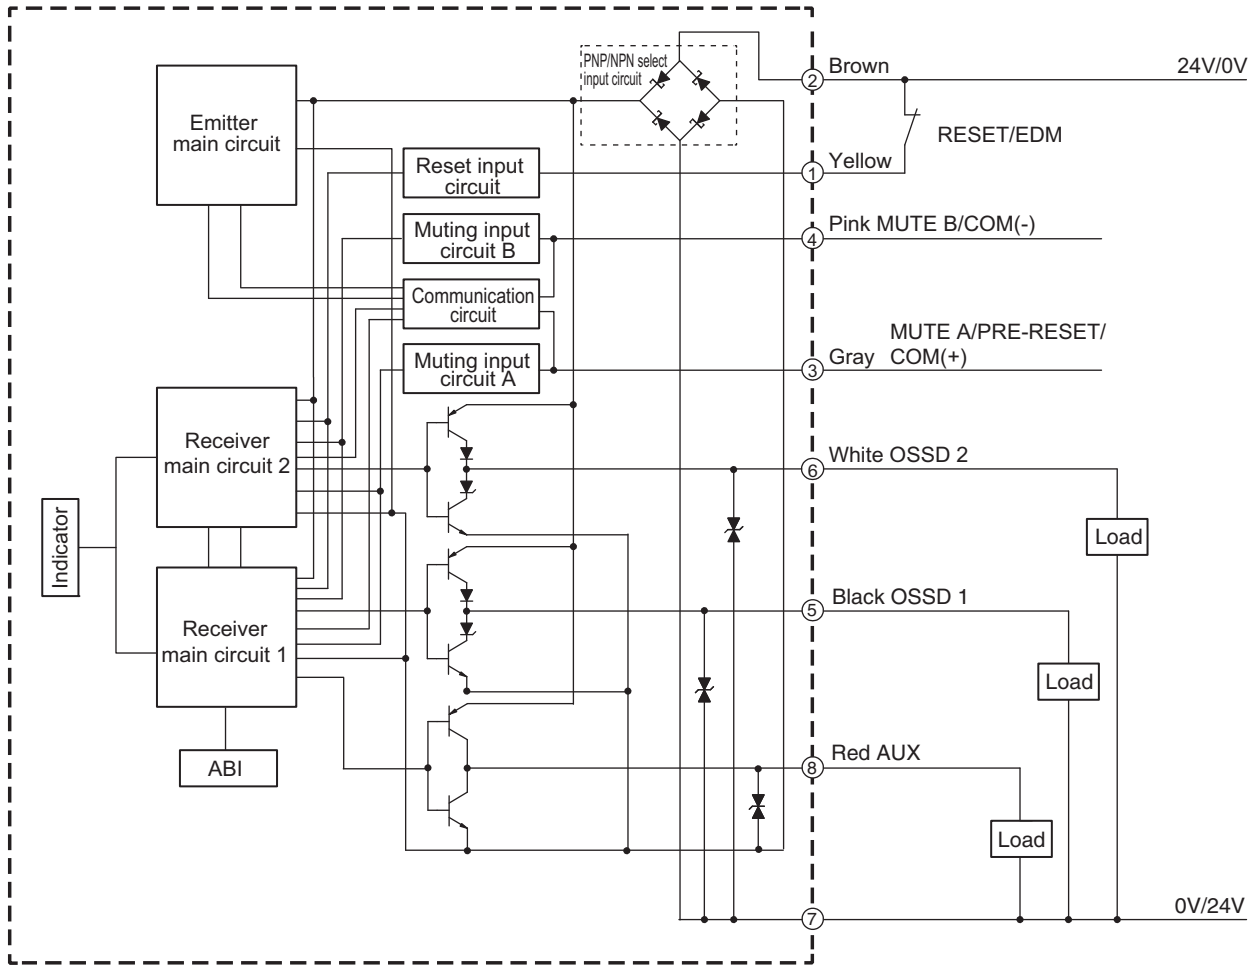 PNP/NPN select
input circuit
2
Brown
24V/0V
Emitter
main circuit
RESET/EDM
Reset input
circuit
1
Yellow
Muting input
circuit B
4
Pink MUTE B/COM(-)
Communication
circuit
MUTE A/PRE-RESET/
Gray COM(+)
3
Muting input
circuit A
Receiver
main circuit 2
6
White OSSD 2
Load
Indicator
5
Black OSSD 1
Receiver
main circuit 1
Load
ABI
8
Red AUX
Load
7
0V/24V